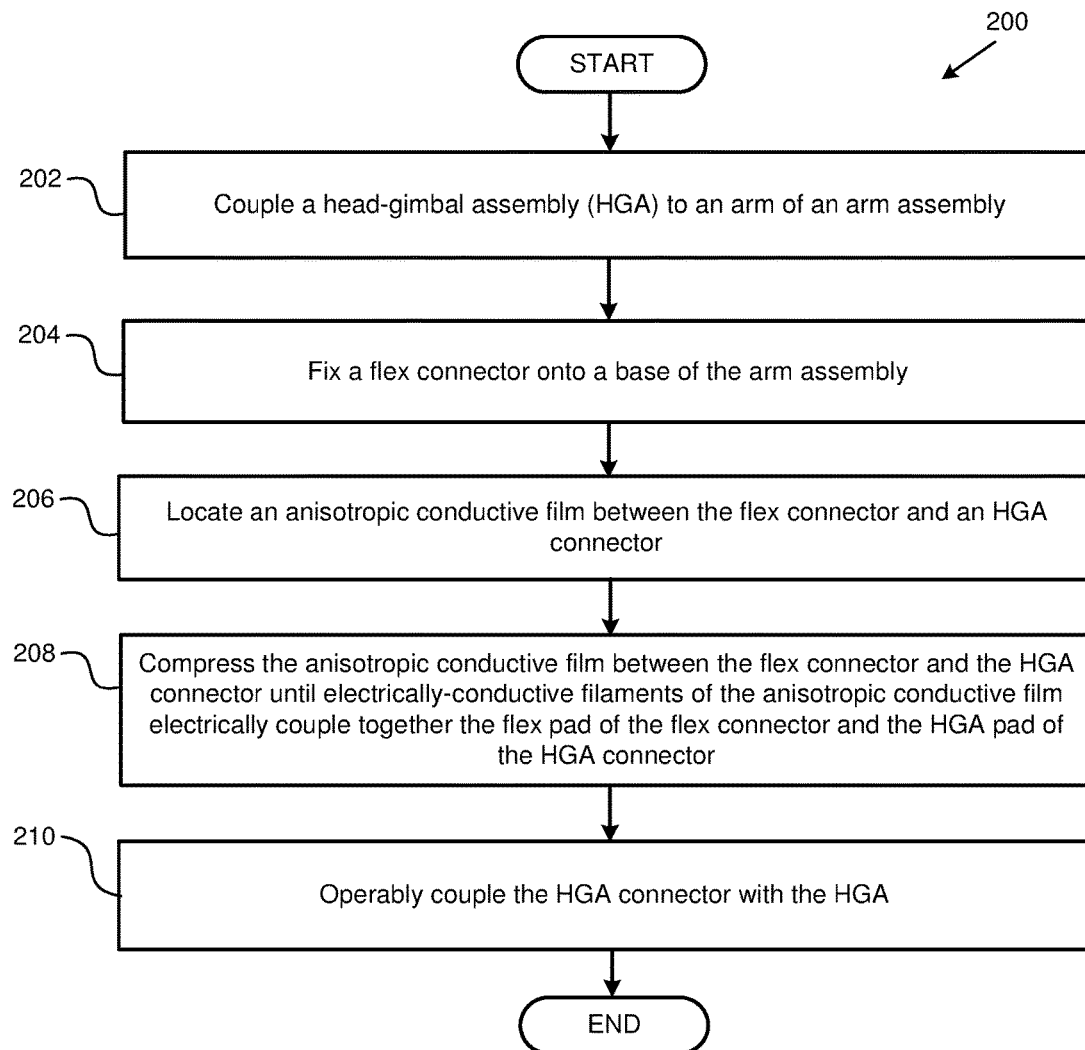 200
START
202
Couple a head-gimbal assembly (HGA) to an arm of an arm assembly
204
Fix a flex connector onto a base of the arm assembly
206
Locate an anisotropic conductive film between the flex connector and an HGA
connector
208
Compress the anisotropic conductive film between the flex connector and the HGA
connector until electrically-conductive filaments of the anisotropic conductive film
electrically couple together the flex pad of the flex connector and the HGA pad of
the HGA connector
210
Operably couple the HGA connector with the HGA
END